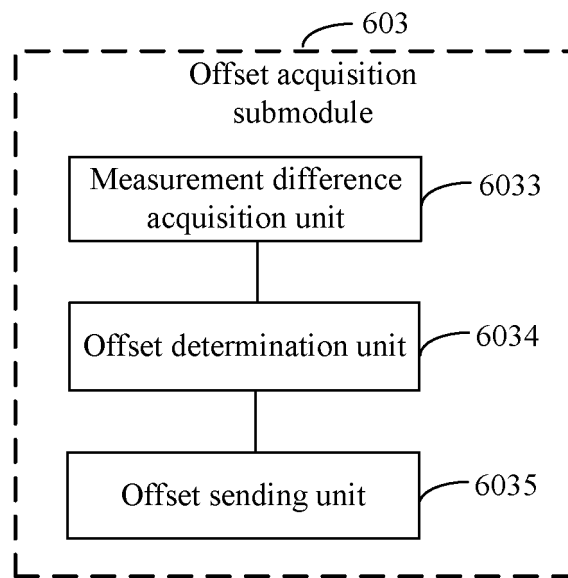 603
Offset acquisition
submodule
Measurement difference
acquisition unit
6033
Offset determination unit
6034
Offset sending unit
6035